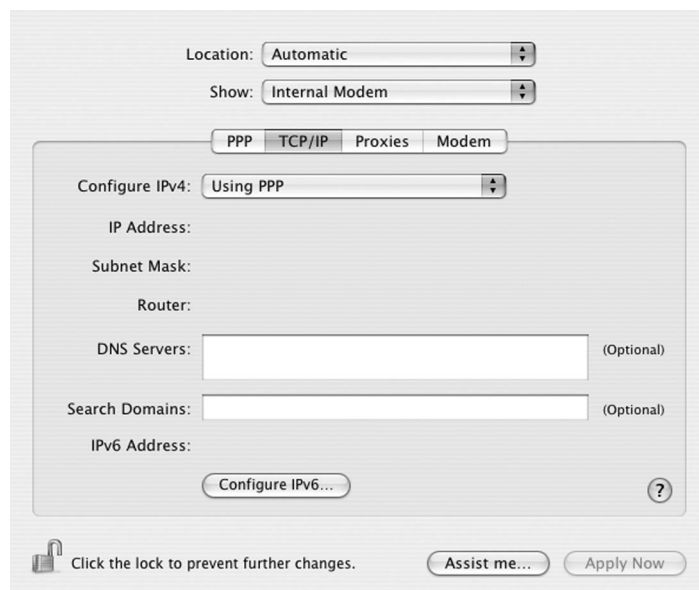 Location: Automatic
Show: Internal Modem
PPP TCP/IP Proxies Modem
Configure IPv4: Using PPP
IP Address:
Subnet Mask:
Router:
DNS Servers: (Optional)
Search Domains: (Optional)
IPv6 Address:
Configure IPv6...
?
Click the lock to prevent further changes. Assist me... Apply Now